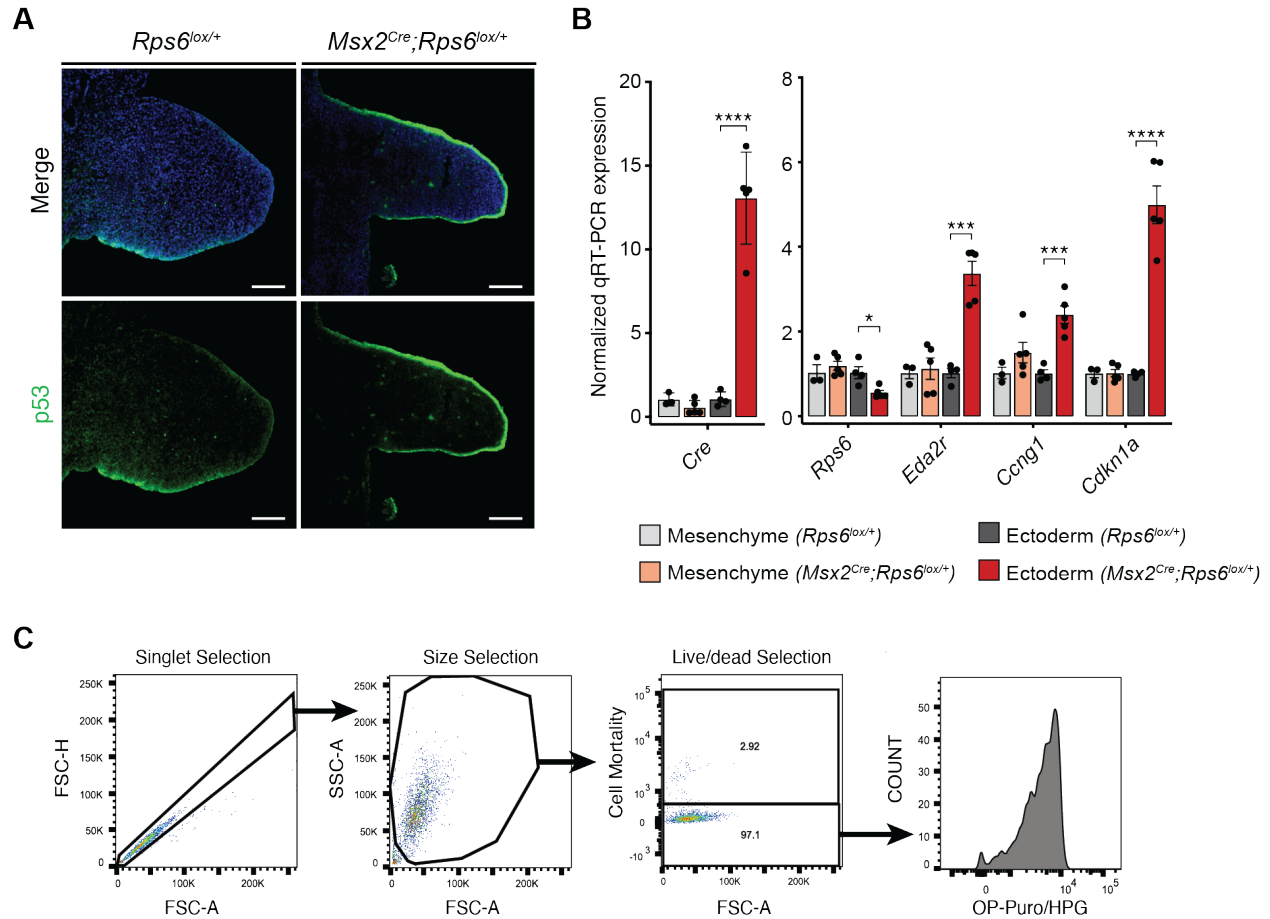 A
Rps6lox/+
Msx2Cre;Rps6lox/+
Merge
p53
B
Normalized qRT-PCR expression
20
15
10
5
0
****
Cre
8
6
4
2
0
*
***
***
****
Rps6
Eda2r
Ccng1
Cdkn1a
Mesenchyme (Rps6lox/+)
Ectoderm (Rps6lox/+)
Mesenchyme (Msx2Cre;Rps6lox/+)
Ectoderm (Msx2Cre;Rps6lox/+)
C
Singlet Selection
FSC-H
250K
200K
150K
100K
50K
0
0
100K
200K
FSC-A
Size Selection
SSC-A
250K
200K
150K
100K
50K
0
0
100K
200K
FSC-A
Live/dead Selection
Cell Mortality
105
104
103
0
-103
2.92
97.1
0
100K
200K
FSC-A
COUNT
50
40
30
20
10
0
0
104
105
OP-Puro/HPG